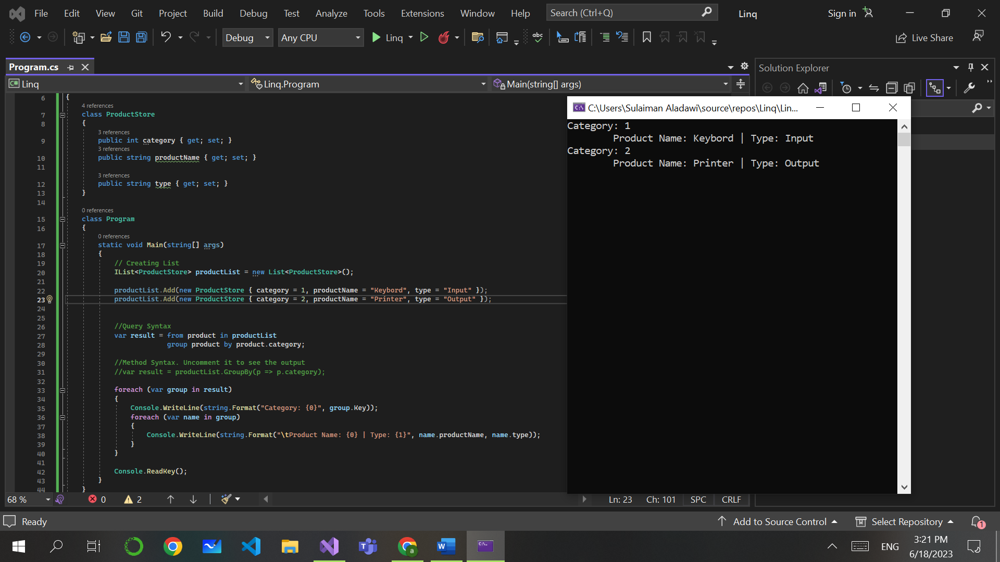 File Edit View Git Project Build Debug Test Analyze Tools Extensions Window Help Search (Ctrl+Q) Linq Sign in
Debug Any CPU Linq Live Share
Program.cs
Linq Linq.Program Main(string[] args)
6 {
4 references
7 class ProductStore
8 {
3 references
9 public int category { get; set; }
3 references
10 public string productName { get; set; }
11
3 references
12 public string type { get; set; }
13 }
14
0 references
15 class Program
16 {
0 references
17 static void Main(string[] args)
18 {
19 // Creating List
20 IList<ProductStore> productList = new List<ProductStore>();
21
22 productList.Add(new ProductStore { category = 1, productName = "Keybord", type = "Input" });
23 productList.Add(new ProductStore { category = 2, productName = "Printer", type = "Output" });
24
25
26 //Query Syntax
27 var result = from product in productList
28 group product by product.category;
29
30 //Method Syntax. Uncomment it to see the output
31 //var result = productList.GroupBy(p => p.category);
32
33 foreach (var group in result)
34 {
35 Console.WriteLine(string.Format("Category: {0}", group.Key));
36 foreach (var name in group)
37 {
38 Console.WriteLine(string.Format("\tProduct Name: {0} | Type: {1}", name.productName, name.type));
39 }
40 }
41
42 Console.ReadKey();
43 }
44 }
68 % 0 2 Ln: 23 Ch: 101 SPC CRLF
Solution Explorer
C:\Users\Sulaiman Aladawi\source\repos\Linq\Lin...
Category: 1
Product Name: Keybord | Type: Input
Category: 2
Product Name: Printer | Type: Output
Ready Add to Source Control Select Repository 1
ENG 3:21 PM
6/18/2023